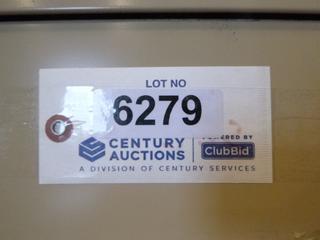 LOT NO
6279
CENTURY AUCTIONS
POWERED BY
ClubBid
A DIVISION OF CENTURY SERVICES